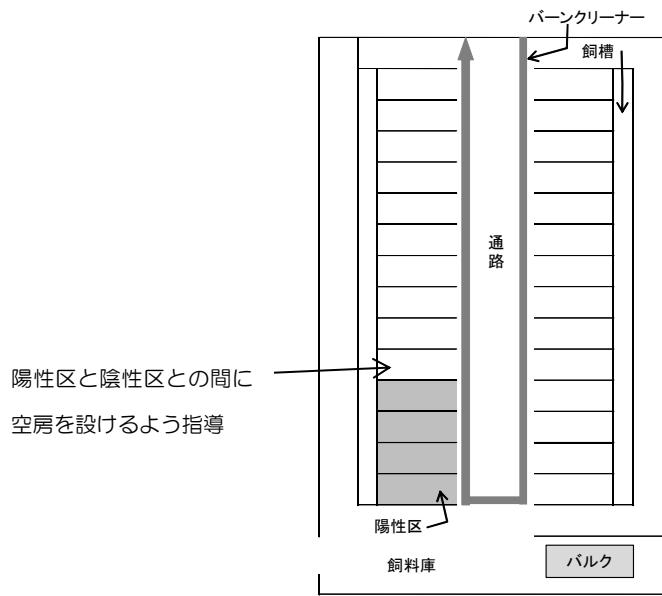 バーンクリーナー
飼槽
通路
陽性区と陰性区との間に
空房を設けるよう指導
陽性区
飼料庫
バルク